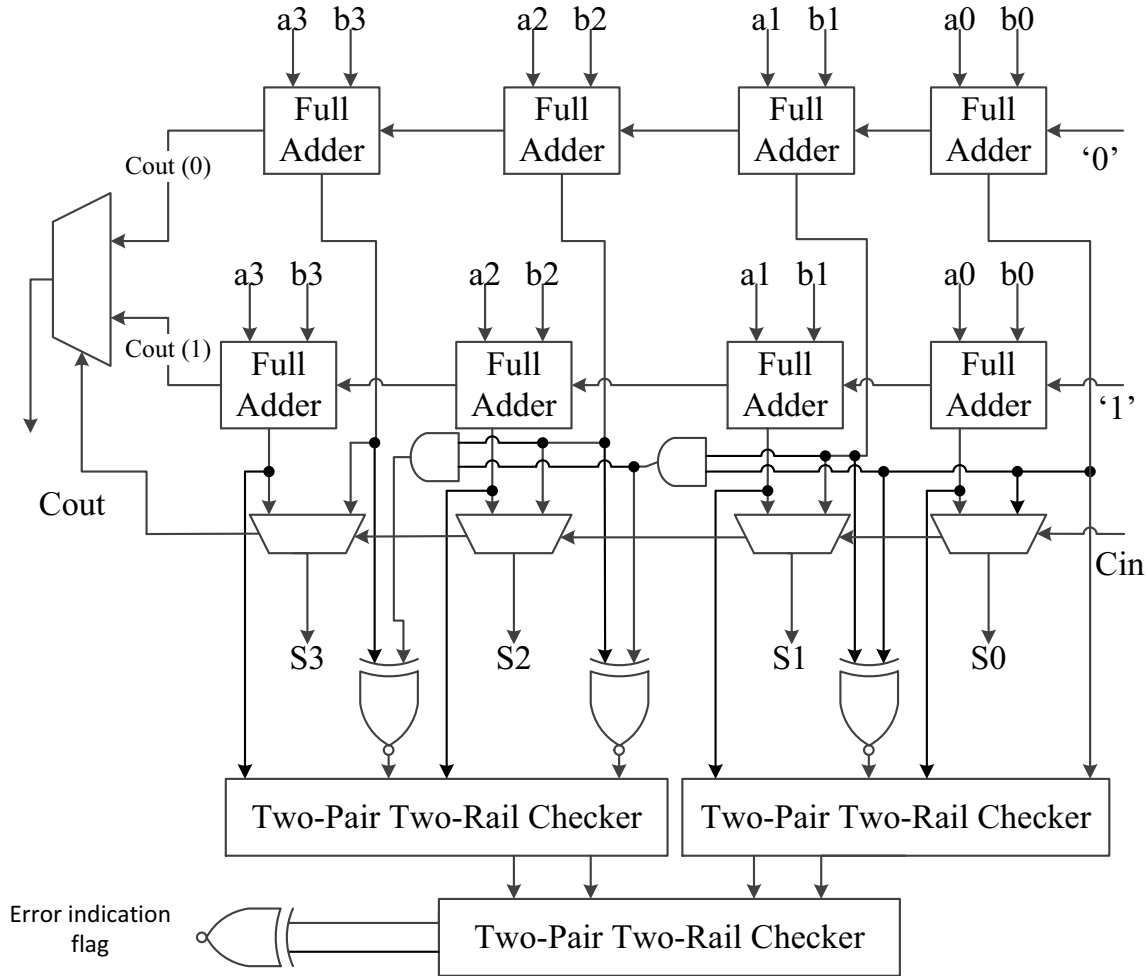 a3 b3 a2 b2 a1 b1 a0 b0
Full Adder
Full Adder
Full Adder
Full Adder
‘0’
Cout (0)
a3 b3 a2 b2 a1 b1 a0 b0
Cout (1)
Full Adder
Full Adder
Full Adder
Full Adder
‘1’
Cout
Cin
S3 S2 S1 S0
Two-Pair Two-Rail Checker
Two-Pair Two-Rail Checker
Error indication
flag
Two-Pair Two-Rail Checker